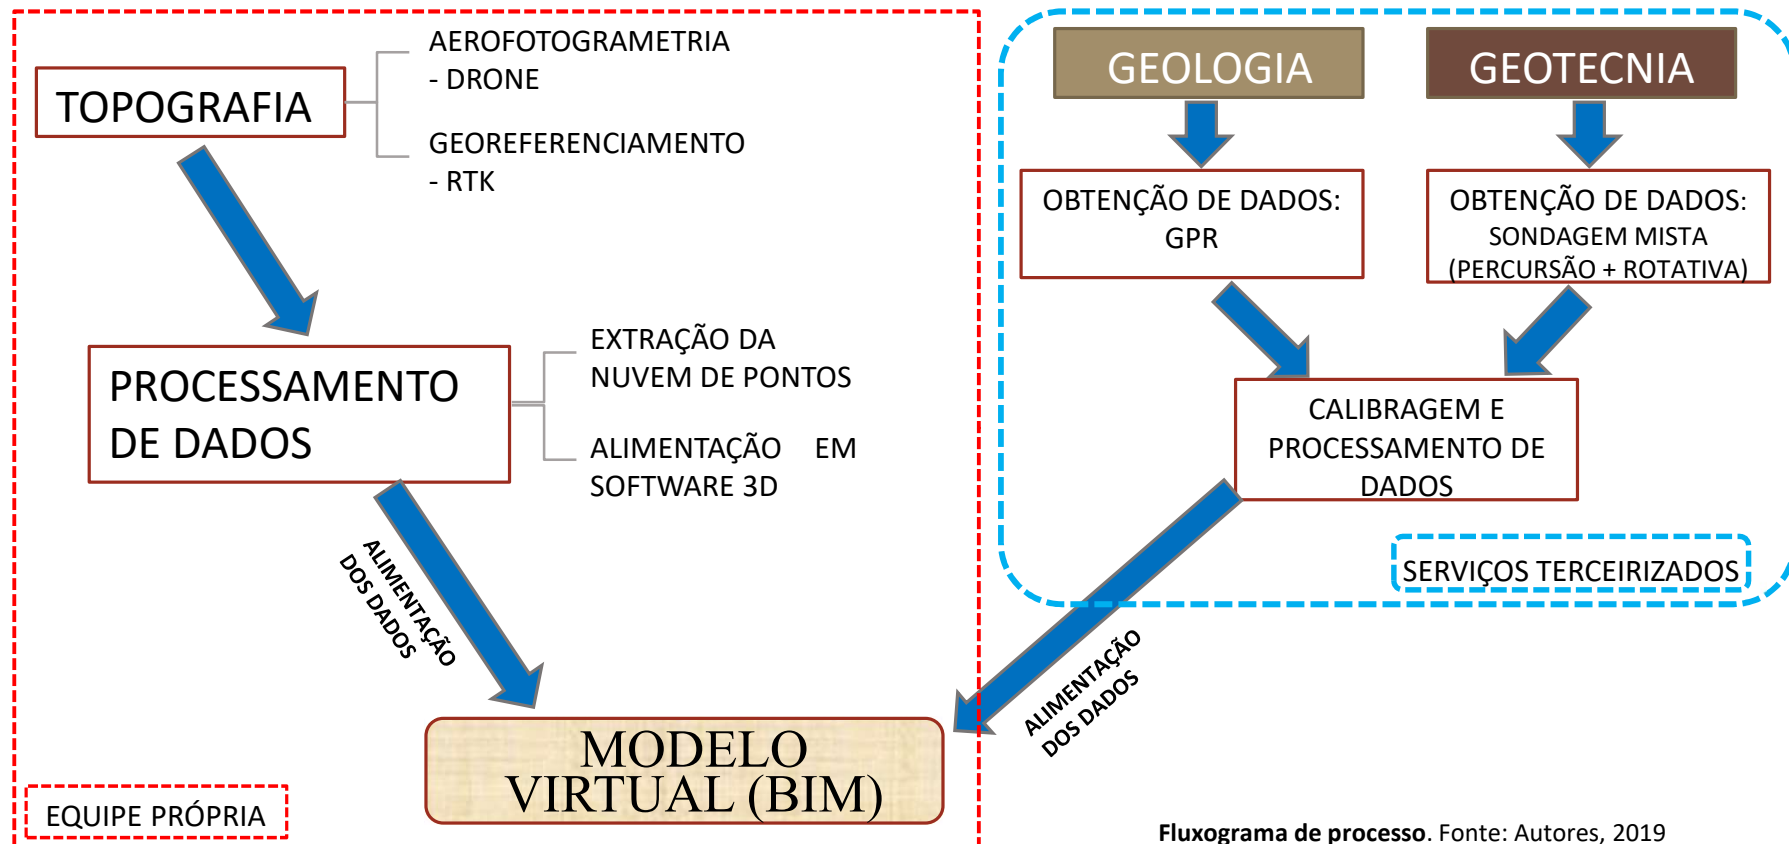 TOPOGRAFIA
AEROFOTOGRAMETRIA
- DRONE
GEOREFERENCIAMENTO
- RTK
PROCESSAMENTO
DE DADOS
EXTRAÇÃO DA
NUVEM DE PONTOS
ALIMENTAÇÃO EM
SOFTWARE 3D
ALIMENTAÇÃO
DOS DADOS
MODELO
VIRTUAL (BIM)
EQUIPE PRÓPRIA
GEOLOGIA
OBTENÇÃO DE DADOS:
GPR
GEOTECNIA
OBTENÇÃO DE DADOS:
SONDAGEM MISTA
(PERCURSÃO + ROTATIVA)
CALIBRAGEM E
PROCESSAMENTO DE
DADOS
SERVIÇOS TERCEIRIZADOS
ALIMENTAÇÃO
DOS DADOS
Fluxograma de processo. Fonte: Autores, 2019